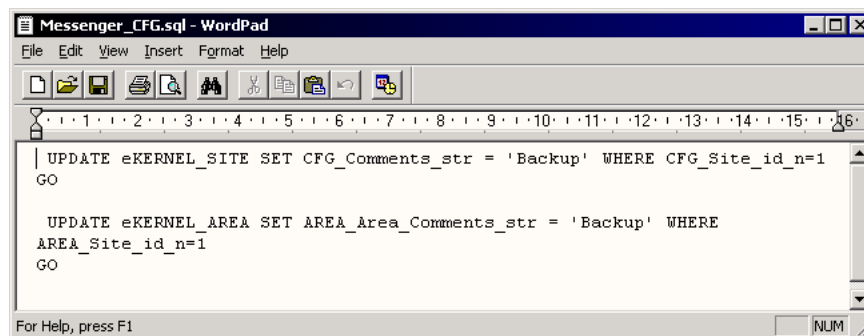 Messenger_CFG.sql - WordPad
File Edit View Insert Format Help
1 2 3 4 5 6 7 8 9 10 11 12 13 14 15 16
UPDATE eKERNEL_SITE SET CFG_Comments_str = 'Backup' WHERE CFG_Site_id_n=1
GO
UPDATE eKERNEL_AREA SET AREA_Area_Comments_str = 'Backup' WHERE
AREA_Site_id_n=1
GO
For Help, press F1 NUM